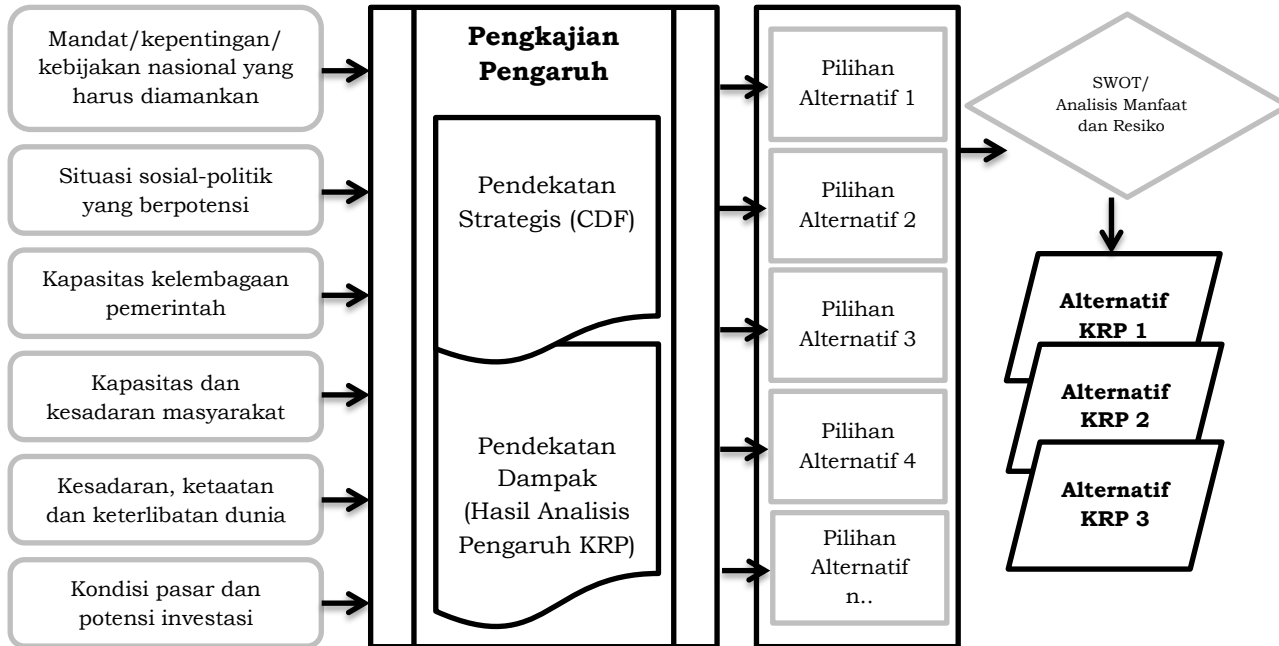 Mandat/kepentingan/
kebijakan nasional yang
harus diamankan
Situasi sosial-politik
yang berpotensi
Kapasitas kelembagaan
pemerintah
Kapasitas dan
kesadaran masyarakat
Kesadaran, ketaatan
dan keterlibatan dunia
Kondisi pasar dan
potensi investasi
Pengkajian
Pengaruh
Pendekatan
Strategis (CDF)
Pendekatan
Dampak
(Hasil Analisis
Pengaruh KRP)
Pilihan
Alternatif 1
Pilihan
Alternatif 2
Pilihan
Alternatif 3
Pilihan
Alternatif 4
Pilihan
Alternatif
n..
SWOT/
Analisis Manfaat
dan Resiko
Alternatif
KRP 1
Alternatif
KRP 2
Alternatif
KRP 3